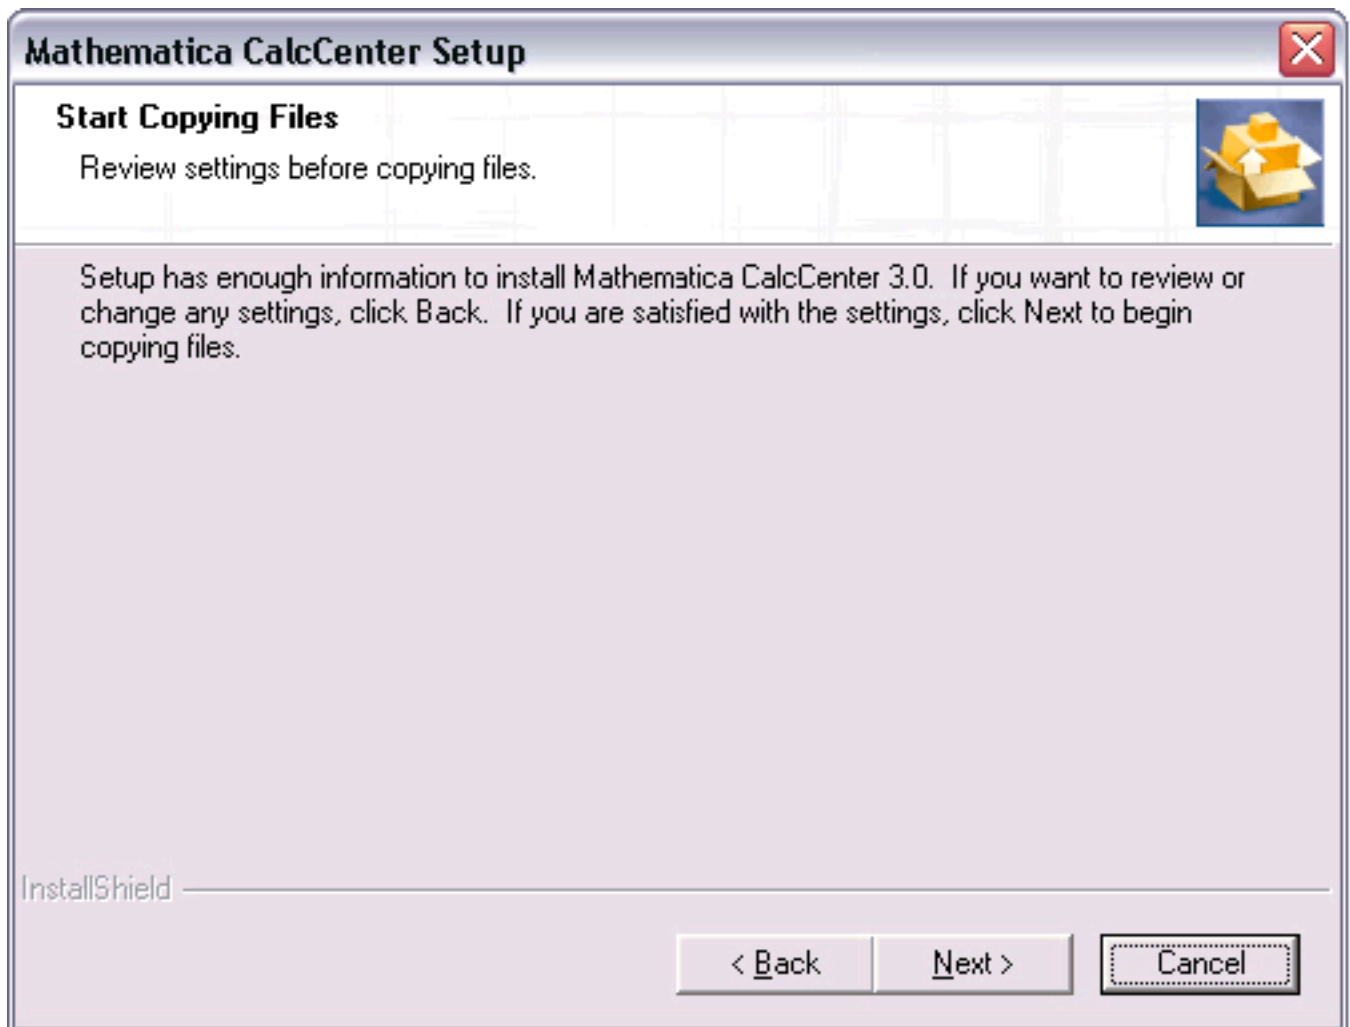 Mathematica CalcCenter Setup
Start Copying Files
Review settings before copying files.
Setup has enough information to install Mathematica CalcCenter 3.0.  If you want to review or
change any settings, click Back.  If you are satisfied with the settings, click Next to begin
copying files.
InstallShield
< Back Next > Cancel